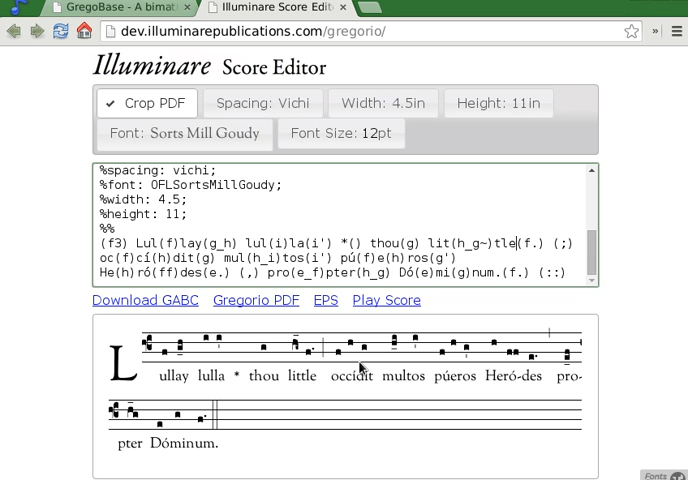 GregoBase - A bimati
Illuminare Score Edit
dev.illuminarepublications.com/gregorio/
Illuminare Score Editor
✔ Crop PDF Spacing: Vichi Width: 4.5in Height: 11in
Font: Sorts Mill Goudy Font Size: 12pt
%spacing: vichi;
%font: OFLSortsMillGoudy;
%width: 4.5;
%height: 11;
%%
(f3) Lul(f)lay(g_h) lul(i)la(i') *() thou(g) lit(h_g~)tle(f.) (;)
oc(f)cí(h)dit(g) mul(h_i)tos(i') pú(f)e(h)ros(g')
He(h)ró(ff)des(e.) (,) pro(e_f)pter(h_g) Dó(e)mi(g)num.(f.) (::)
Download GABC Gregorio PDF EPS Play Score
L
ullay lulla * thou little occídit multos púeros Heró-des pro-
pter Dóminum.
Fonts